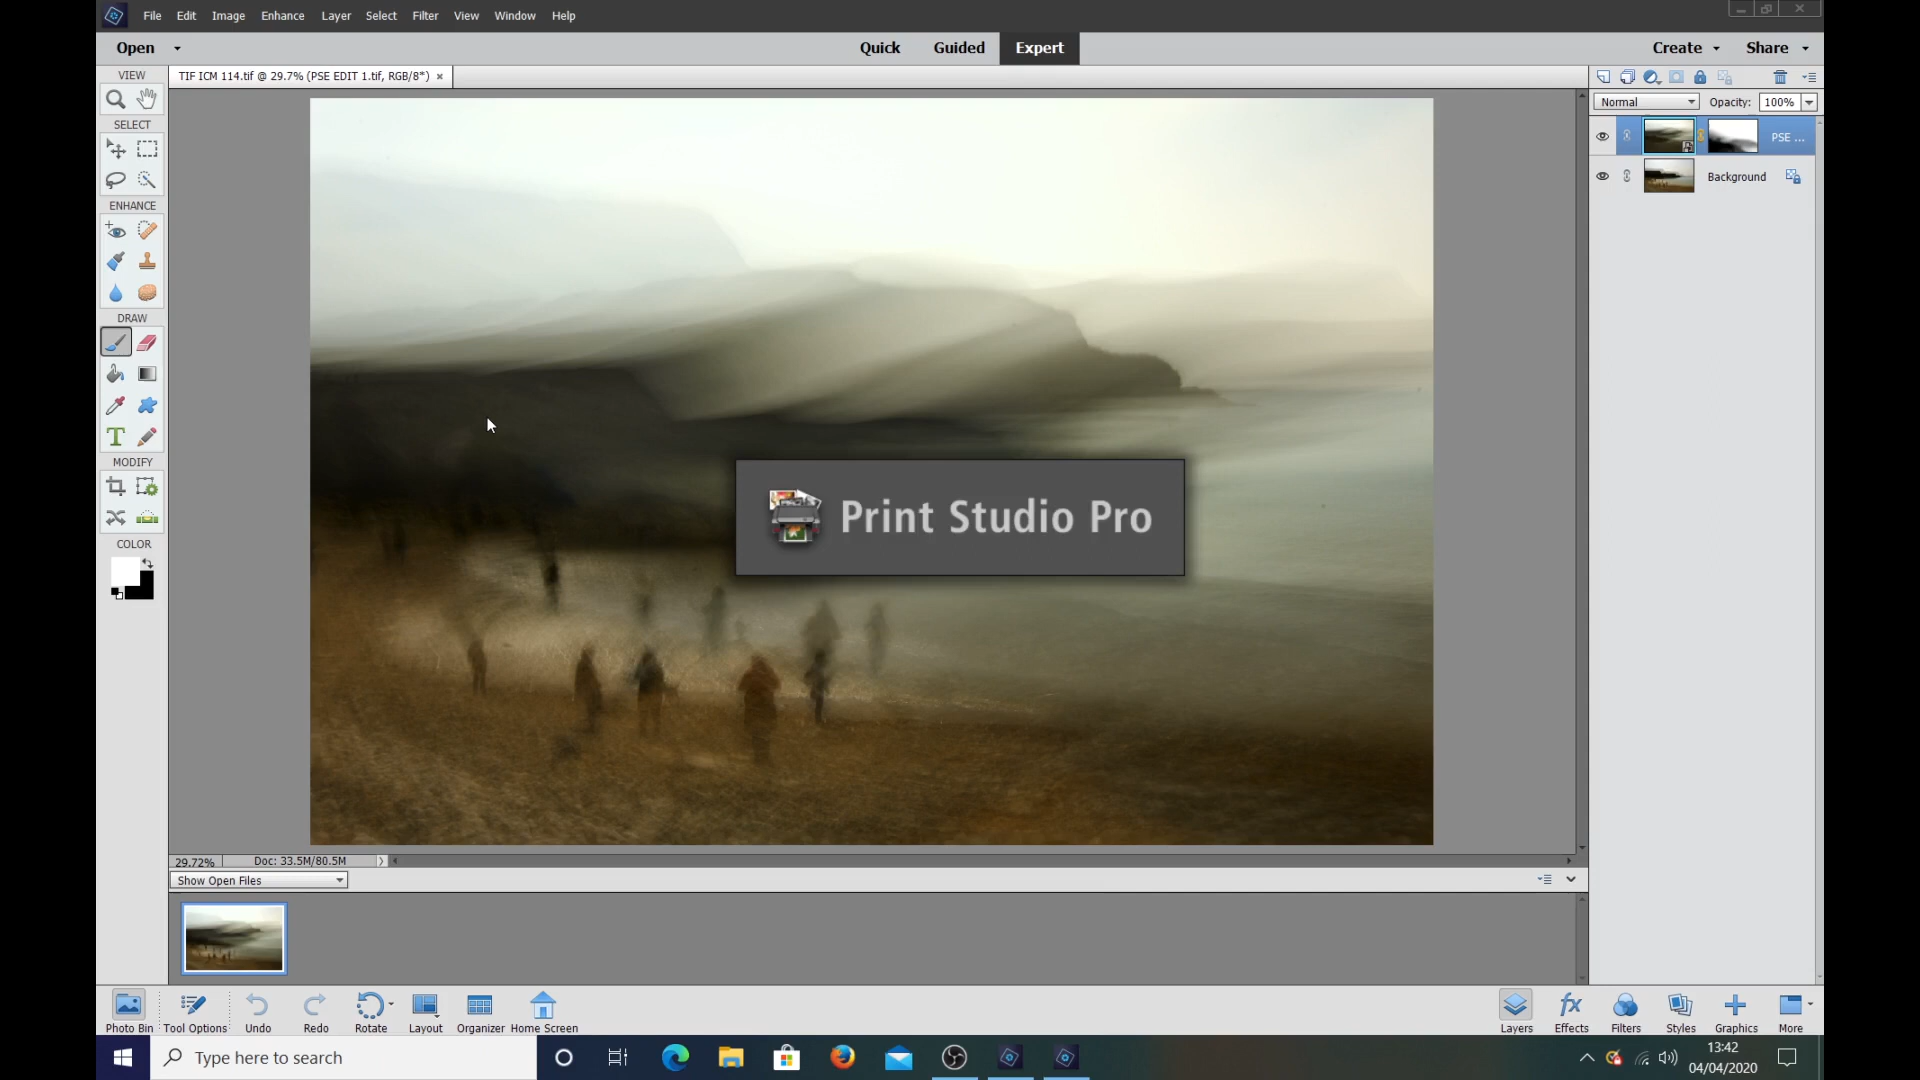 File Edit Image Enhance Layer Select Filter View Window Help
Open Quick Guided Expert Create Share
VIEW
TIF ICM 114.tif @ 29.7% (PSE EDIT 1.tif, RGB/8*) ×
Normal Opacity: 100%
SELECT
PSE ...
Background
ENHANCE
DRAW
T
MODIFY
COLOR
Print Studio Pro
29.72% Doc: 33.5M/80.5M
Show Open Files
Photo Bin Tool Options Undo Redo Rotate Layout Organizer Home Screen
fx
Layers Effects Filters Styles Graphics More
Type here to search
13:42
04/04/2020